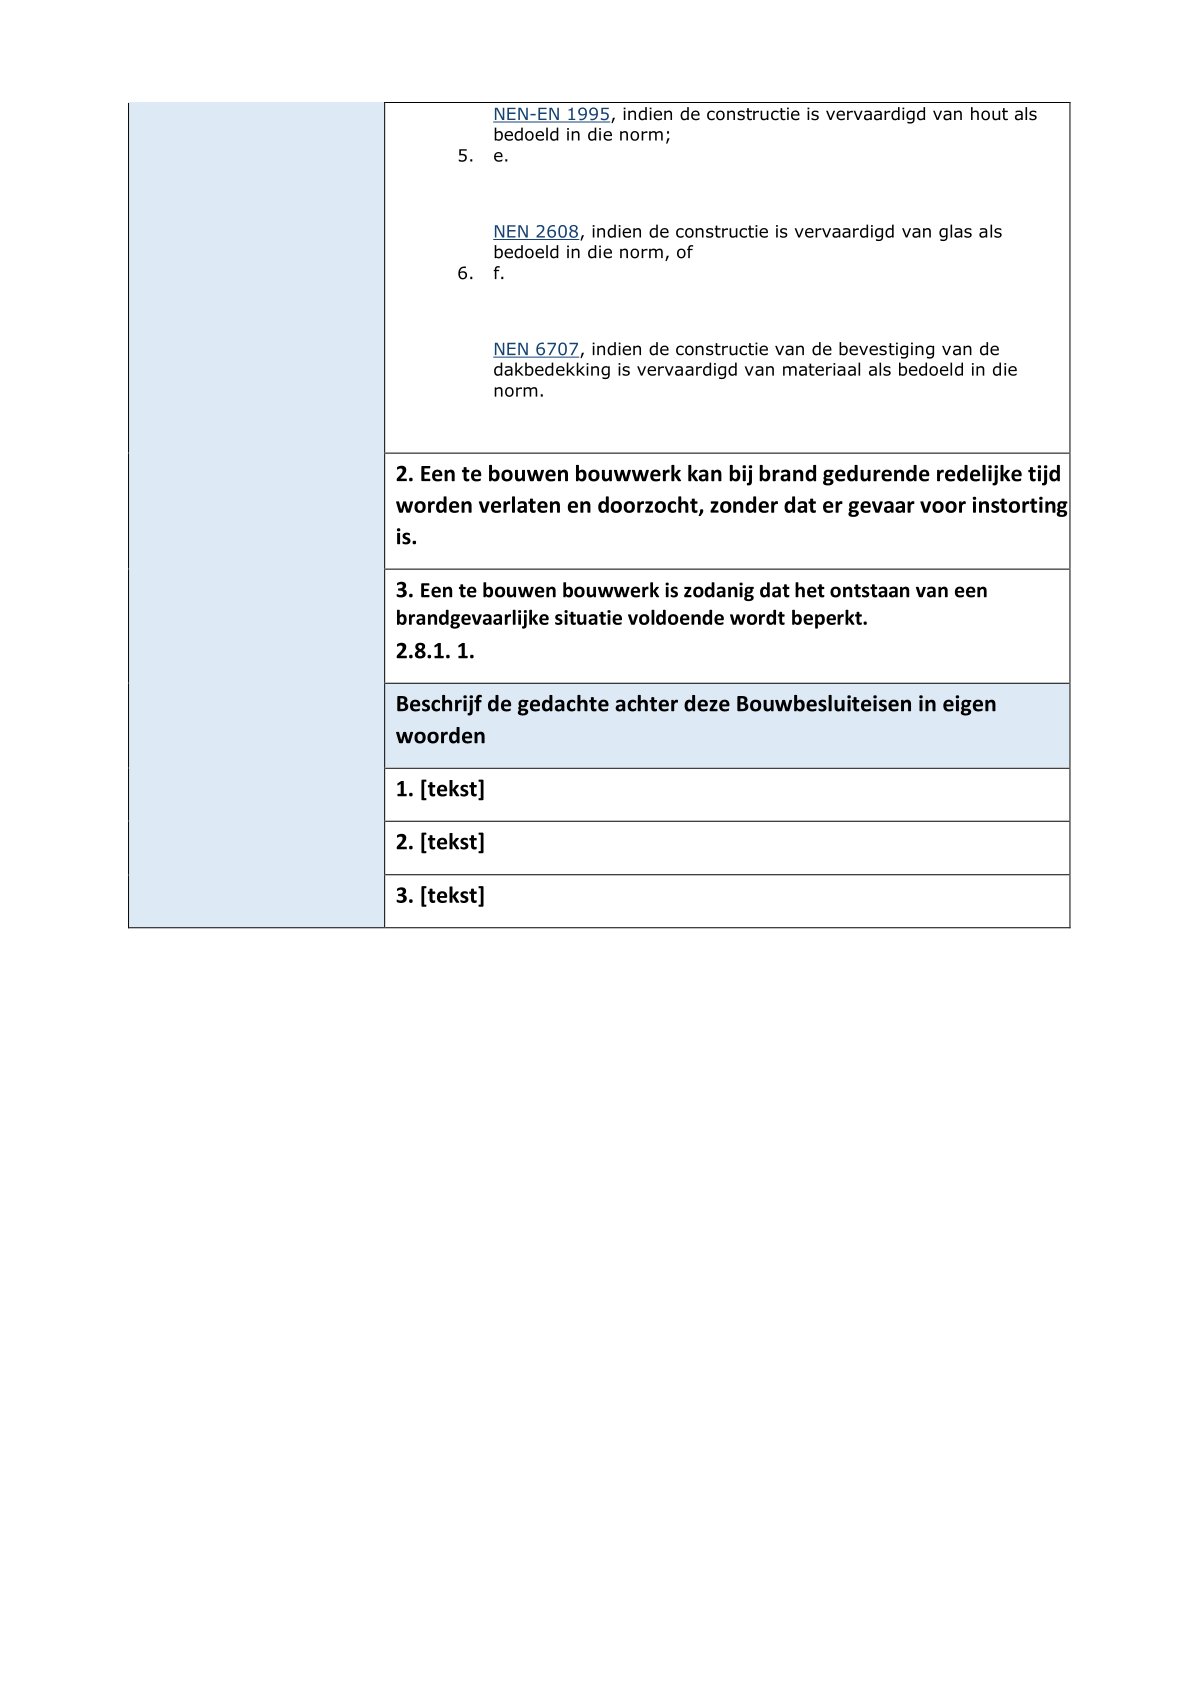 NEN-EN 1995, indien de constructie is vervaardigd van hout als
bedoeld in die norm;
5. e.
NEN 2608, indien de constructie is vervaardigd van glas als
bedoeld in die norm, of
6. f.
NEN 6707, indien de constructie van de bevestiging van de
dakbedekking is vervaardigd van materiaal als bedoeld in die
norm.
2. Een te bouwen bouwwerk kan bij brand gedurende redelijke tijd
worden verlaten en doorzocht, zonder dat er gevaar voor instorting
is.
3. Een te bouwen bouwwerk is zodanig dat het ontstaan van een
brandgevaarlijke situatie voldoende wordt beperkt.
2.8.1. 1.
Beschrijf de gedachte achter deze Bouwbesluiteisen in eigen
woorden
1. [tekst]
2. [tekst]
3. [tekst]